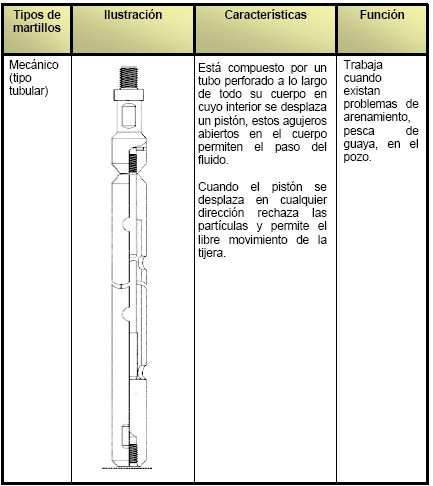 Tipos de
martillos
Ilustración
Características
Función
Mecánico
(tipo
tubular)
Está compuesto por un
tubo perforado a lo largo
de todo su cuerpo en
cuyo interior se desplaza
un pistón, estos agujeros
abiertos en el cuerpo
permiten el paso del
fluido.
Cuando el pistón se
desplaza en cualquier
dirección rechaza las
partículas y permite el
libre movimiento de la
tijera.
Trabaja
cuando
existan
problemas de
arenamiento,
pesca de
guaya, en el
pozo.